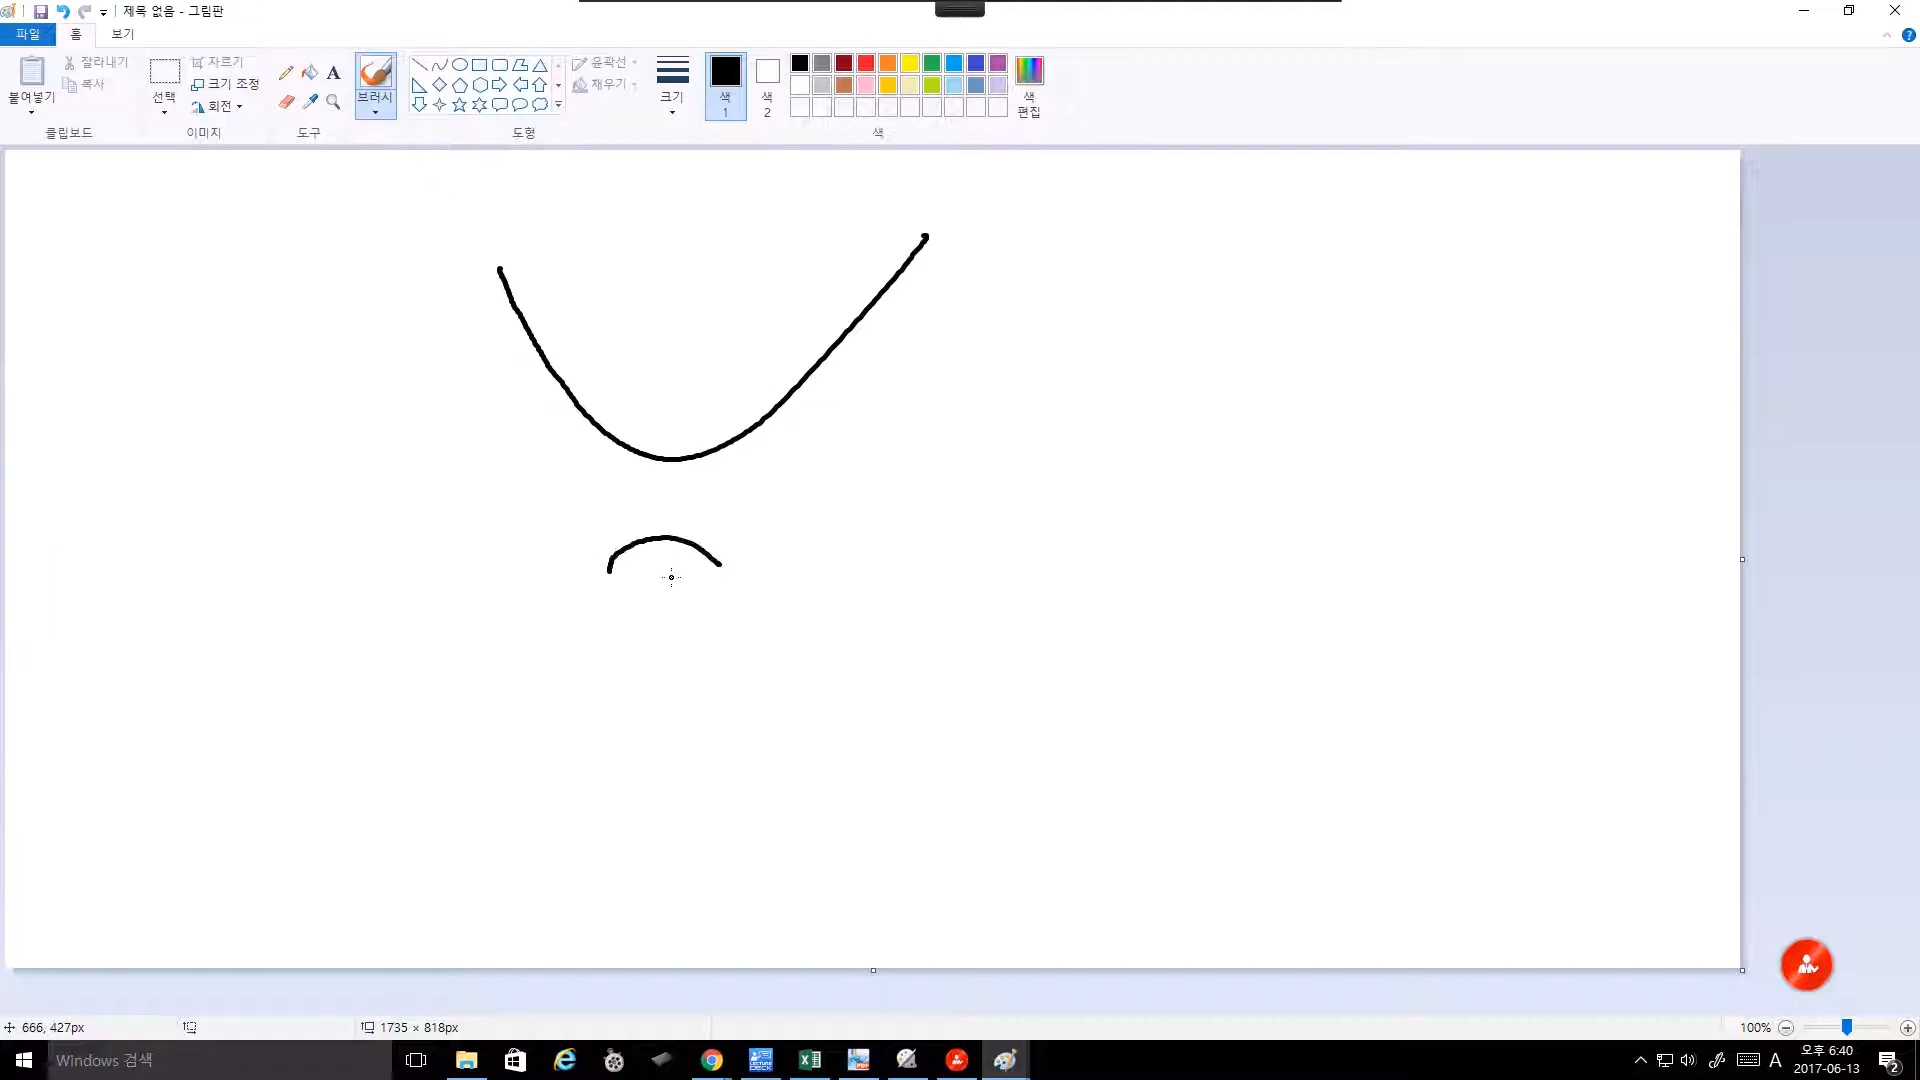 제목 없음 - 그림판
파일 홈 보기
붙여넣기
잘라내기
복사
클립보드
선택
자르기
크기 조정
회전
이미지
A
도구
브러시
도형
윤곽선
채우기
크기
색
1
색
2
색
편집
색
666, 427px
1735 × 818px
100%
Windows 검색
A
오후 6:40
2017-06-13
2